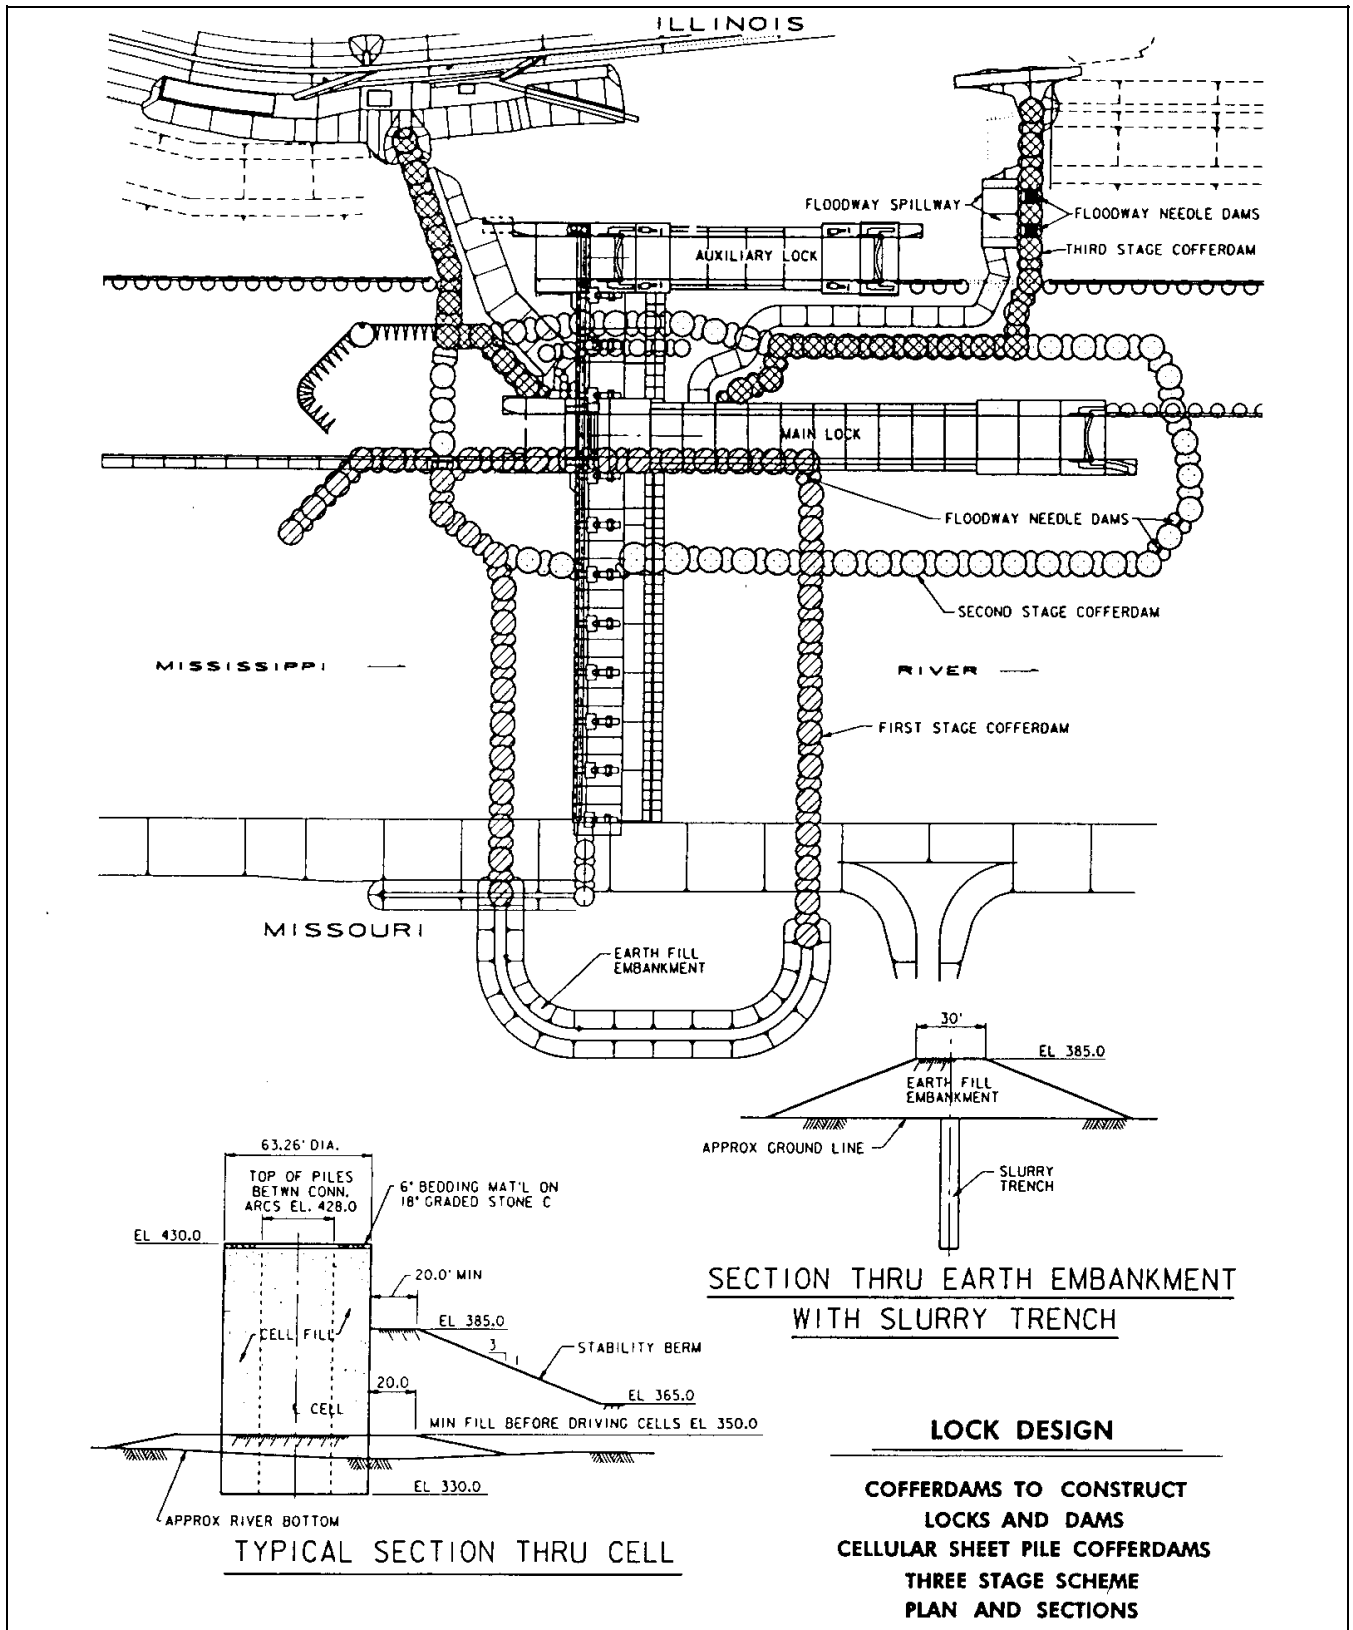 ILLINOIS
FLOODWAY SPILLWAY
FLOODWAY NEEDLE DAMS
THIRD STAGE COFFERDAM
AUXILIARY LOCK
MAIN LOCK
FLOODWAY NEEDLE DAMS
SECOND STAGE COFFERDAM
MISSISSIPPI
RIVER
FIRST STAGE COFFERDAM
MISSOURI
EARTH FILL
EMBANKMENT
30'
EL 385.0
EARTH FILL
EMBANKMENT
APPROX GROUND LINE
SLURRY
TRENCH
SECTION THRU EARTH EMBANKMENT
WITH SLURRY TRENCH
63.26' DIA.
TOP OF PILES
BETWN CONN.
ARCS EL. 428.0
6" BEDDING MAT'L ON
18" GRADED STONE C
EL 430.0
20.0' MIN
EL 385.0
CELL FILL
3
1
STABILITY BERM
20.0
EL 365.0
℄ CELL
MIN FILL BEFORE DRIVING CELLS EL 350.0
EL 330.0
APPROX RIVER BOTTOM
TYPICAL SECTION THRU CELL
LOCK DESIGN
COFFERDAMS TO CONSTRUCT
LOCKS AND DAMS
CELLULAR SHEET PILE COFFERDAMS
THREE STAGE SCHEME
PLAN AND SECTIONS